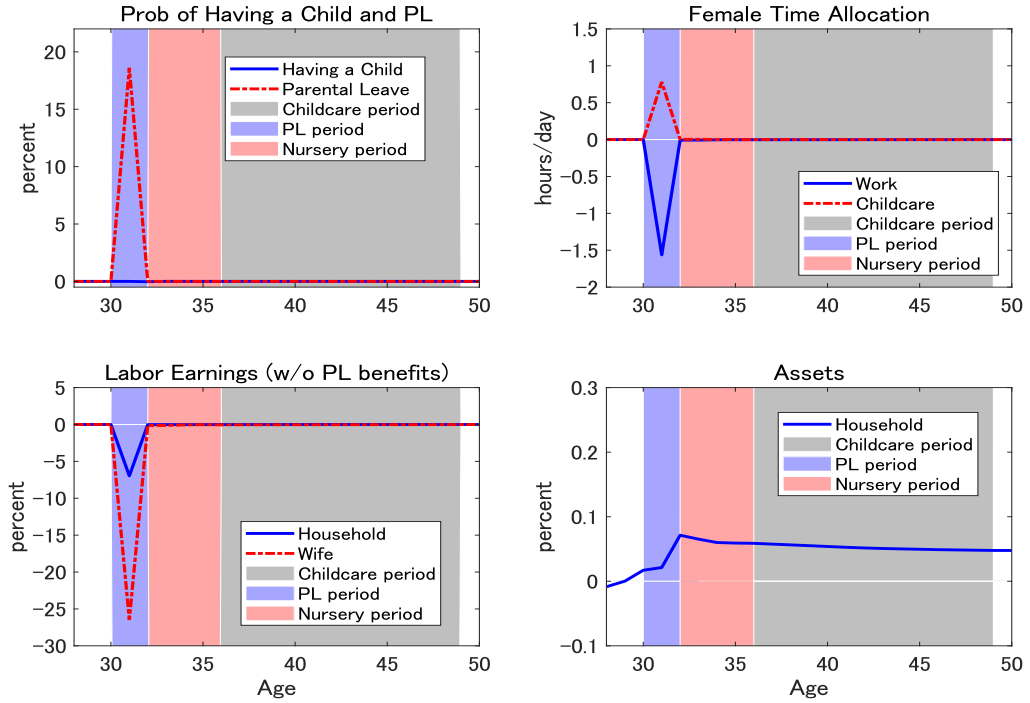 Prob of Having a Child and PL
20
15
10
5
0
percent
30
35
40
45
50
Having a Child
Parental Leave
Childcare period
PL period
Nursery period
Female Time Allocation
1.5
1
0.5
0
−0.5
−1
−1.5
−2
hours/day
30
35
40
45
50
Work
Childcare
Childcare period
PL period
Nursery period
Labor Earnings (w/o PL benefits)
5
0
−5
−10
−15
−20
−25
−30
percent
30
35
40
45
50
Age
Household
Wife
Childcare period
PL period
Nursery period
Assets
0.3
0.2
0.1
0
−0.1
percent
30
35
40
45
50
Age
Household
Childcare period
PL period
Nursery period